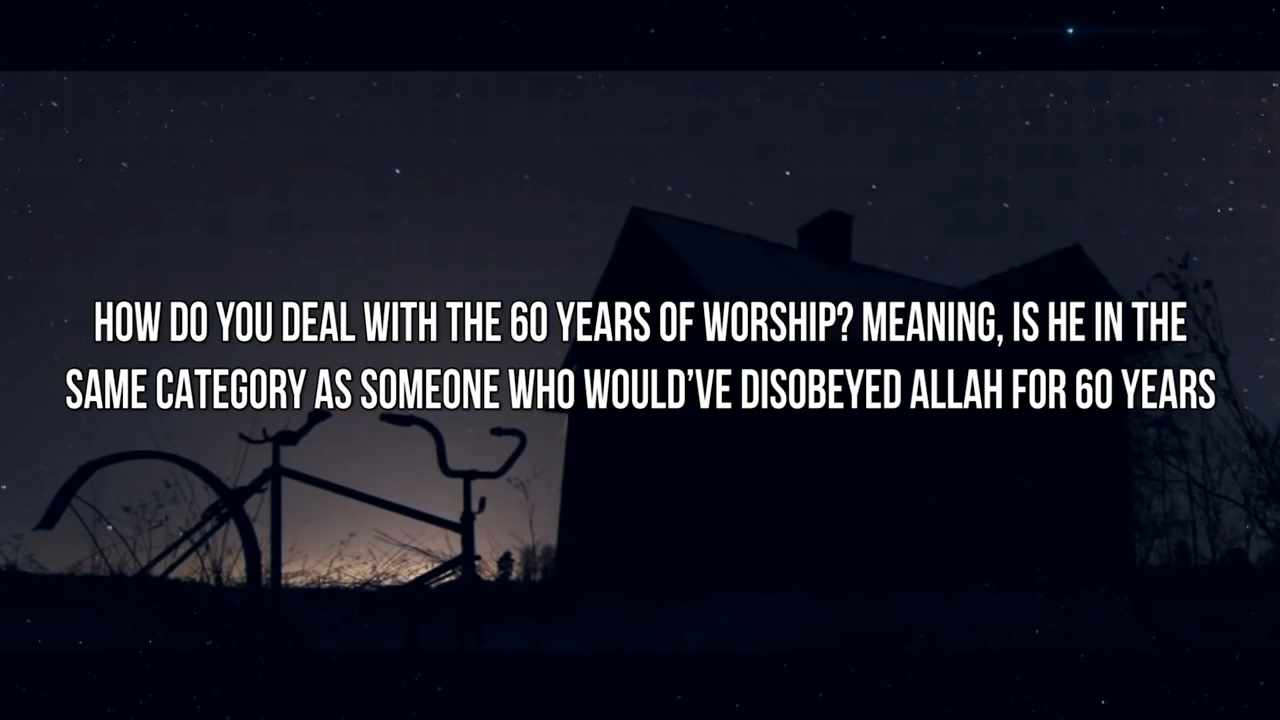 HOW DO YOU DEAL WITH THE 60 YEARS OF WORSHIP? MEANING, IS HE IN THE
SAME CATEGORY AS SOMEONE WHO WOULD’VE DISOBEYED ALLAH FOR 60 YEARS